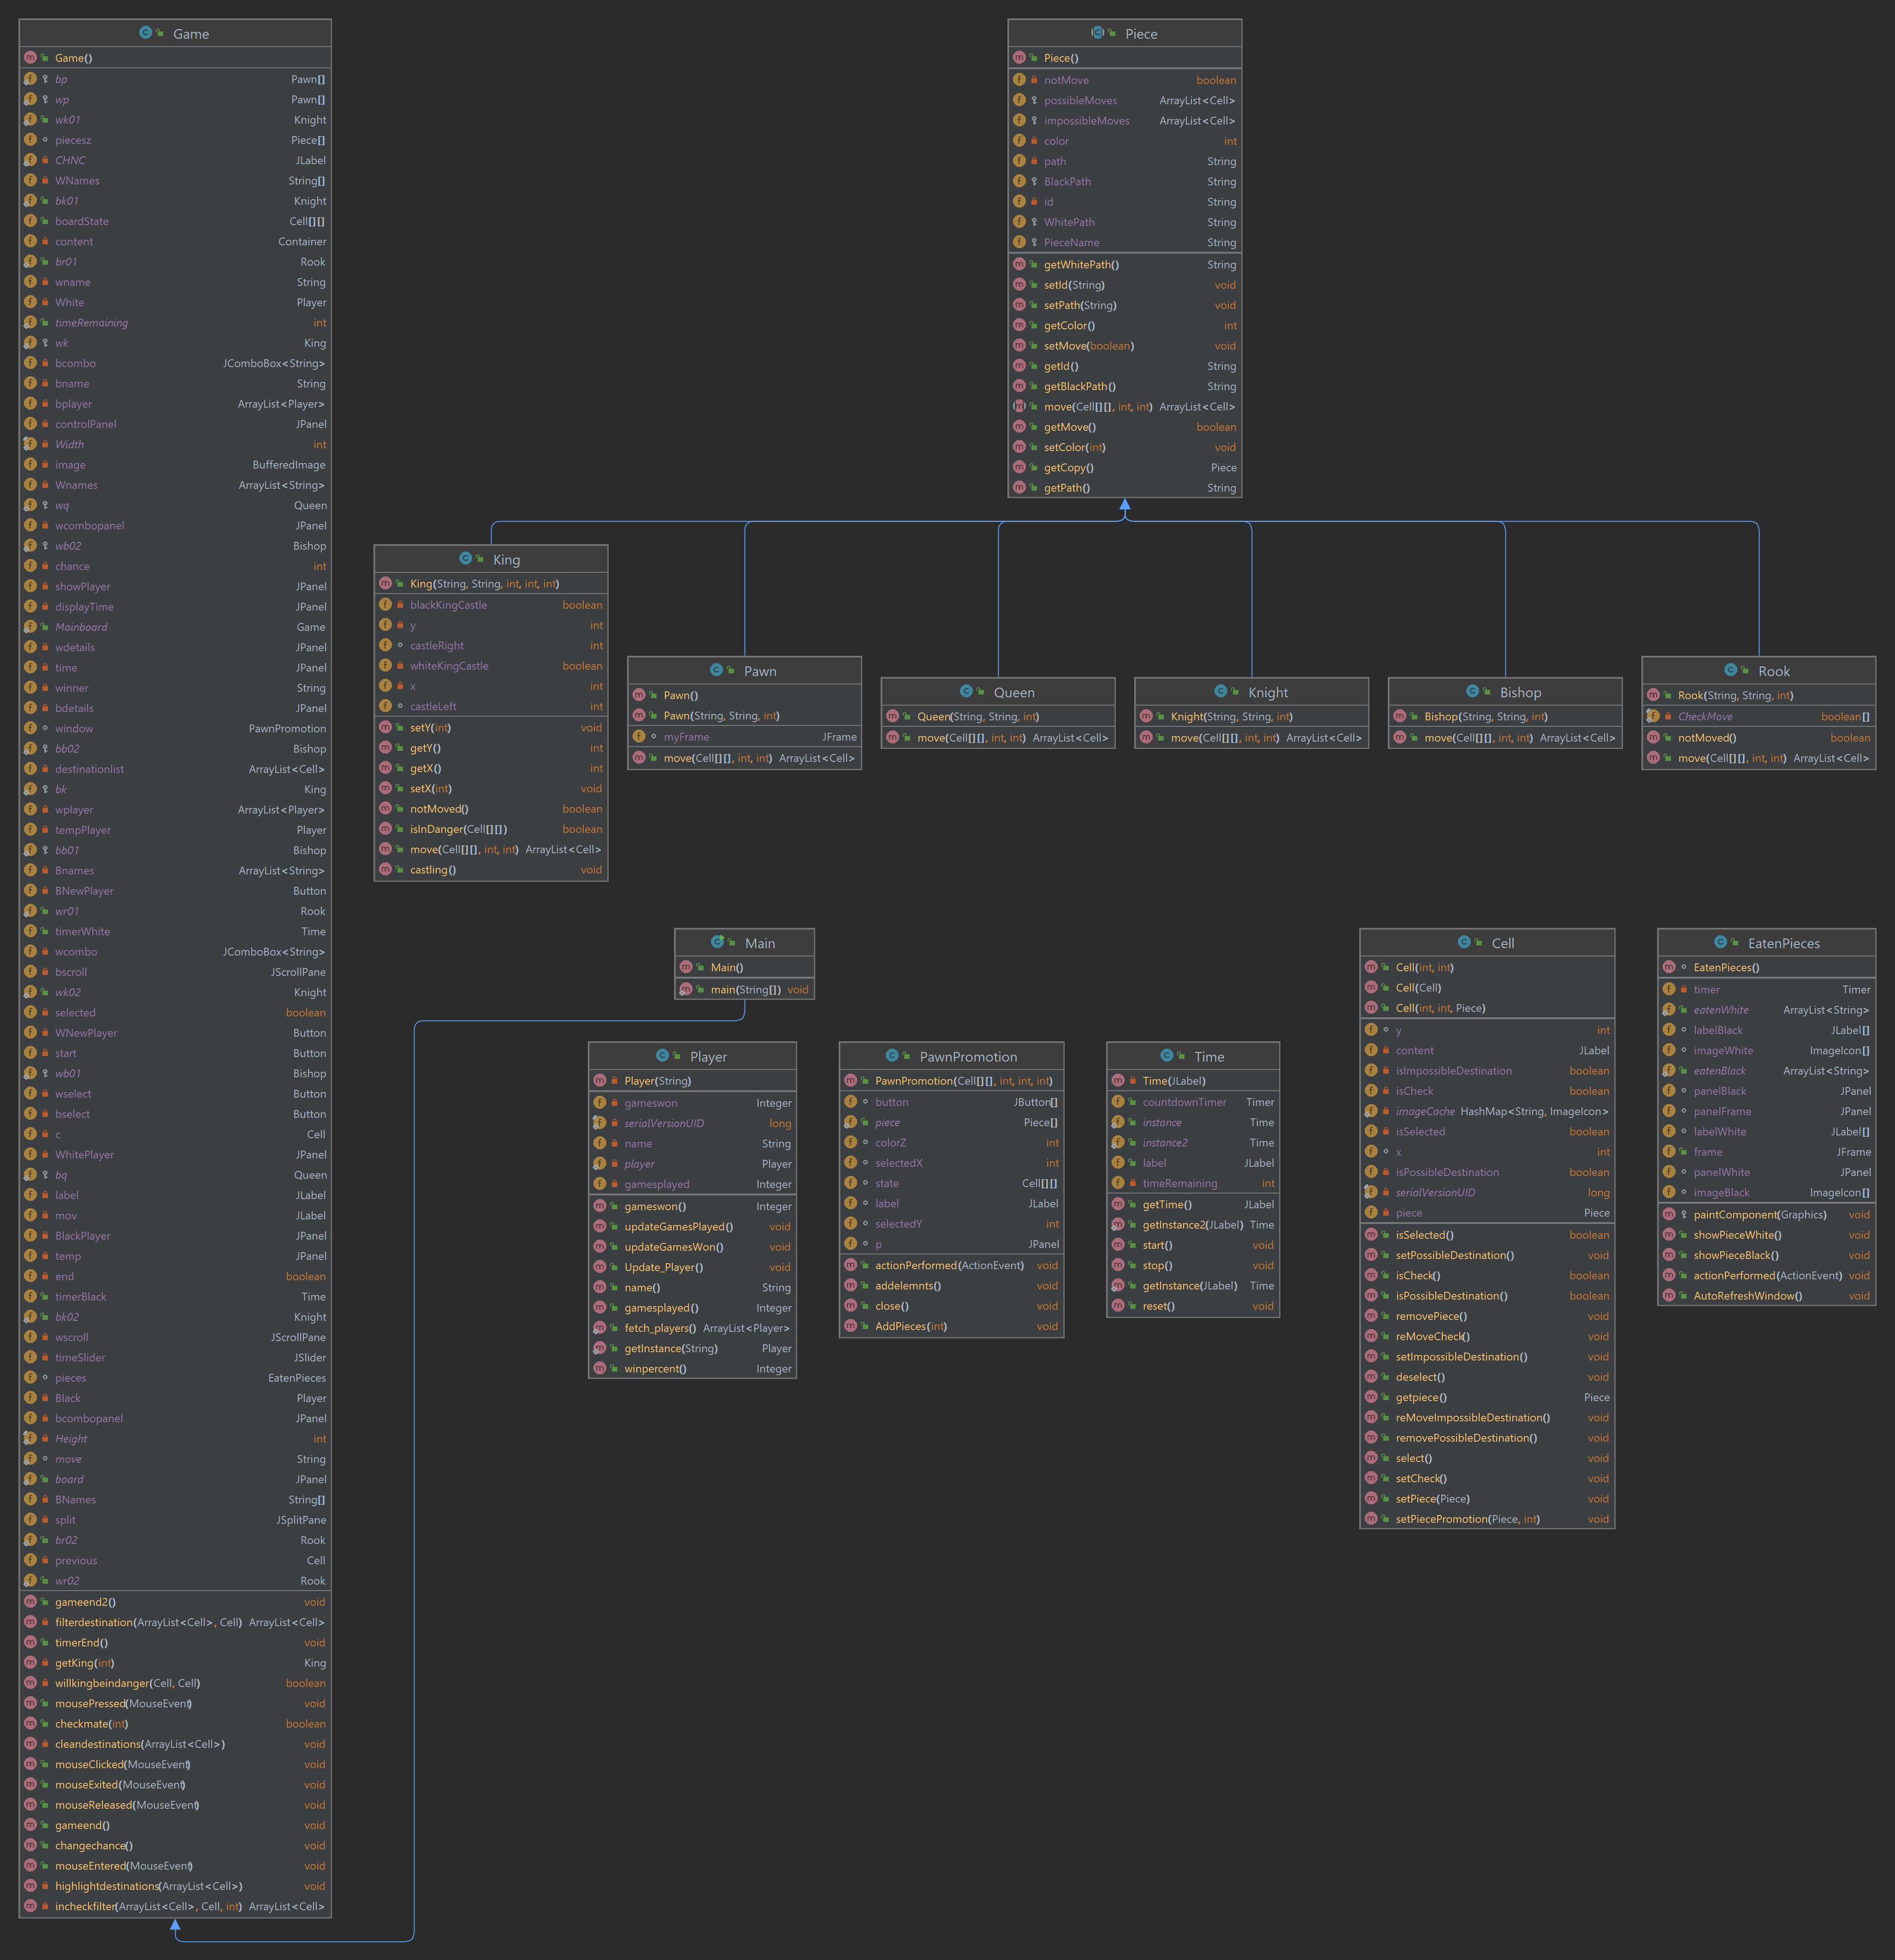 Game
Game()
bp Pawn[]
wp Pawn[]
wk01 Knight
piecesz Piece[]
CHNC JLabel
WNames String[]
bk01 Knight
boardState Cell[][]
content Container
br01 Rook
wname String
White Player
timeRemaining int
wk King
bcombo JComboBox<String>
bname String
bplayer ArrayList<Player>
controlPanel JPanel
Width int
image BufferedImage
Wnames ArrayList<String>
wq Queen
wcombopanel JPanel
wb02 Bishop
chance int
showPlayer JPanel
displayTime JPanel
Mainboard Game
wdetails JPanel
time JPanel
winner String
bdetails JPanel
window PawnPromotion
bb02 Bishop
destinationlist ArrayList<Cell>
bk King
wplayer ArrayList<Player>
tempPlayer Player
bb01 Bishop
Bnames ArrayList<String>
BNewPlayer Button
wr01 Rook
timerWhite Time
wcombo JComboBox<String>
bscroll JScrollPane
wk02 Knight
selected boolean
WNewPlayer Button
start Button
wb01 Bishop
wselect Button
bselect Button
c Cell
WhitePlayer JPanel
bq Queen
label JLabel
mov JLabel
BlackPlayer JPanel
temp JPanel
end boolean
timerBlack Time
bk02 Knight
wscroll JScrollPane
timeSlider JSlider
pieces EatenPieces
Black Player
bcombopanel JPanel
Height int
move String
board JPanel
BNames String[]
split JSplitPane
br02 Rook
previous Cell
wr02 Rook
gameend2() void
filterdestination(ArrayList<Cell>, Cell) ArrayList<Cell>
timerEnd() void
getKing(int) King
willkingbeindanger(Cell, Cell) boolean
mousePressed(MouseEvent) void
checkmate(int) boolean
cleandestinations(ArrayList<Cell>) void
mouseClicked(MouseEvent) void
mouseExited(MouseEvent) void
mouseReleased(MouseEvent) void
gameend() void
changechance() void
mouseEntered(MouseEvent) void
highlightdestinations(ArrayList<Cell>) void
incheckfilter(ArrayList<Cell>, Cell, int) ArrayList<Cell>
Piece
Piece()
notMove boolean
possibleMoves ArrayList<Cell>
impossibleMoves ArrayList<Cell>
color int
path String
BlackPath String
id String
WhitePath String
PieceName String
getWhitePath() String
setId(String) void
setPath(String) void
getColor() int
setMove(boolean) void
getId() String
getBlackPath() String
move(Cell[][], int, int) ArrayList<Cell>
getMove() boolean
setColor(int) void
getCopy() Piece
getPath() String
King
King(String, String, int, int, int)
blackKingCastle boolean
y int
castleRight int
whiteKingCastle boolean
x int
castleLeft int
setY(int) void
getY() int
getX() int
setX(int) void
notMoved() boolean
isInDanger(Cell[][]) boolean
move(Cell[][], int, int) ArrayList<Cell>
castling() void
Pawn
Pawn()
Pawn(String, String, int)
myFrame JFrame
move(Cell[][], int, int) ArrayList<Cell>
Queen
Queen(String, String, int)
move(Cell[][], int, int) ArrayList<Cell>
Knight
Knight(String, String, int)
move(Cell[][], int, int) ArrayList<Cell>
Bishop
Bishop(String, String, int)
move(Cell[][], int, int) ArrayList<Cell>
Rook
Rook(String, String, int)
CheckMove boolean[]
notMoved() boolean
move(Cell[][], int, int) ArrayList<Cell>
Main
Main()
main(String[]) void
Player
Player(String)
gameswon Integer
serialVersionUID long
name String
player Player
gamesplayed Integer
gameswon() Integer
updateGamesPlayed() void
updateGamesWon() void
Update_Player() void
name() String
gamesplayed() Integer
fetch_players() ArrayList<Player>
getInstance(String) Player
winpercent() Integer
PawnPromotion
PawnPromotion(Cell[][], int, int, int)
button JButton[]
piece Piece[]
colorZ int
selectedX int
state Cell[][]
label JLabel
selectedY int
p JPanel
actionPerformed(ActionEvent) void
addelemnts() void
close() void
AddPieces(int) void
Time
Time(JLabel)
countdownTimer Timer
instance Time
instance2 Time
label JLabel
timeRemaining int
getTime() JLabel
getInstance2(JLabel) Time
start() void
stop() void
getInstance(JLabel) Time
reset() void
Cell
Cell(int, int)
Cell(Cell)
Cell(int, int, Piece)
y int
content JLabel
isImpossibleDestination boolean
isCheck boolean
imageCache HashMap<String, ImageIcon>
isSelected boolean
x int
isPossibleDestination boolean
serialVersionUID long
piece Piece
isSelected() boolean
setPossibleDestination() void
isCheck() boolean
isPossibleDestination() boolean
removePiece() void
reMoveCheck() void
setImpossibleDestination() void
deselect() void
getpiece() Piece
reMoveImpossibleDestination() void
removePossibleDestination() void
select() void
setCheck() void
setPiece(Piece) void
setPiecePromotion(Piece, int) void
EatenPieces
EatenPieces()
timer Timer
eatenWhite ArrayList<String>
labelBlack JLabel[]
imageWhite ImageIcon[]
eatenBlack ArrayList<String>
panelBlack JPanel
panelFrame JPanel
labelWhite JLabel[]
frame JFrame
panelWhite JPanel
imageBlack ImageIcon[]
paintComponent(Graphics) void
showPieceWhite() void
showPieceBlack() void
actionPerformed(ActionEvent) void
AutoRefreshWindow() void